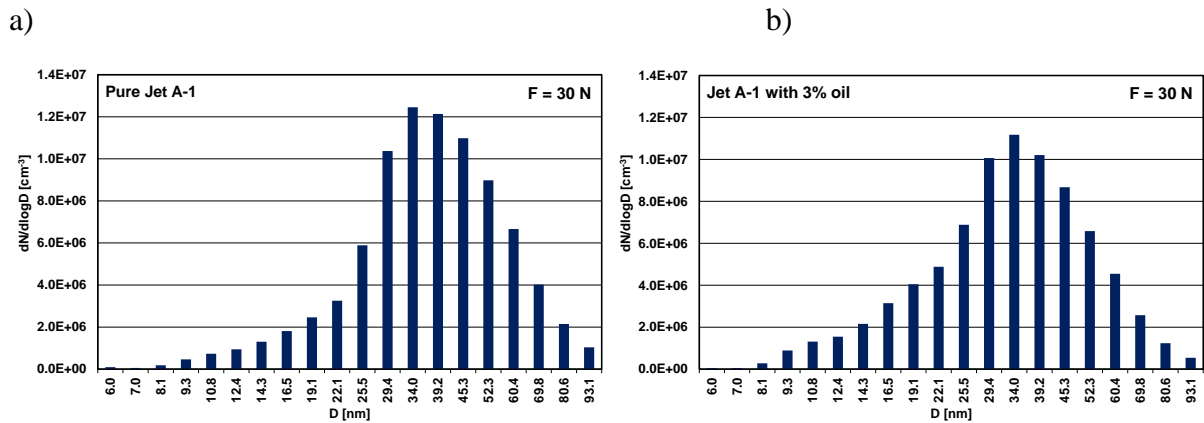 a)
b)
Pure Jet A-1
F = 30 N
dN/dlogD [cm-3]
1.4E+07
1.2E+07
1.0E+07
8.0E+06
6.0E+06
4.0E+06
2.0E+06
0.0E+00
6.0 7.0 8.1 9.3 10.8 12.4 14.3 16.5 19.1 22.1 25.5 29.4 34.0 39.2 45.3 52.3 60.4 69.8 80.6 93.1
D [nm]
Jet A-1 with 3% oil
F = 30 N
dN/dlogD [cm-3]
1.4E+07
1.2E+07
1.0E+07
8.0E+06
6.0E+06
4.0E+06
2.0E+06
0.0E+00
6.0 7.0 8.1 9.3 10.8 12.4 14.3 16.5 19.1 22.1 25.5 29.4 34.0 39.2 45.3 52.3 60.4 69.8 80.6 93.1
D [nm]